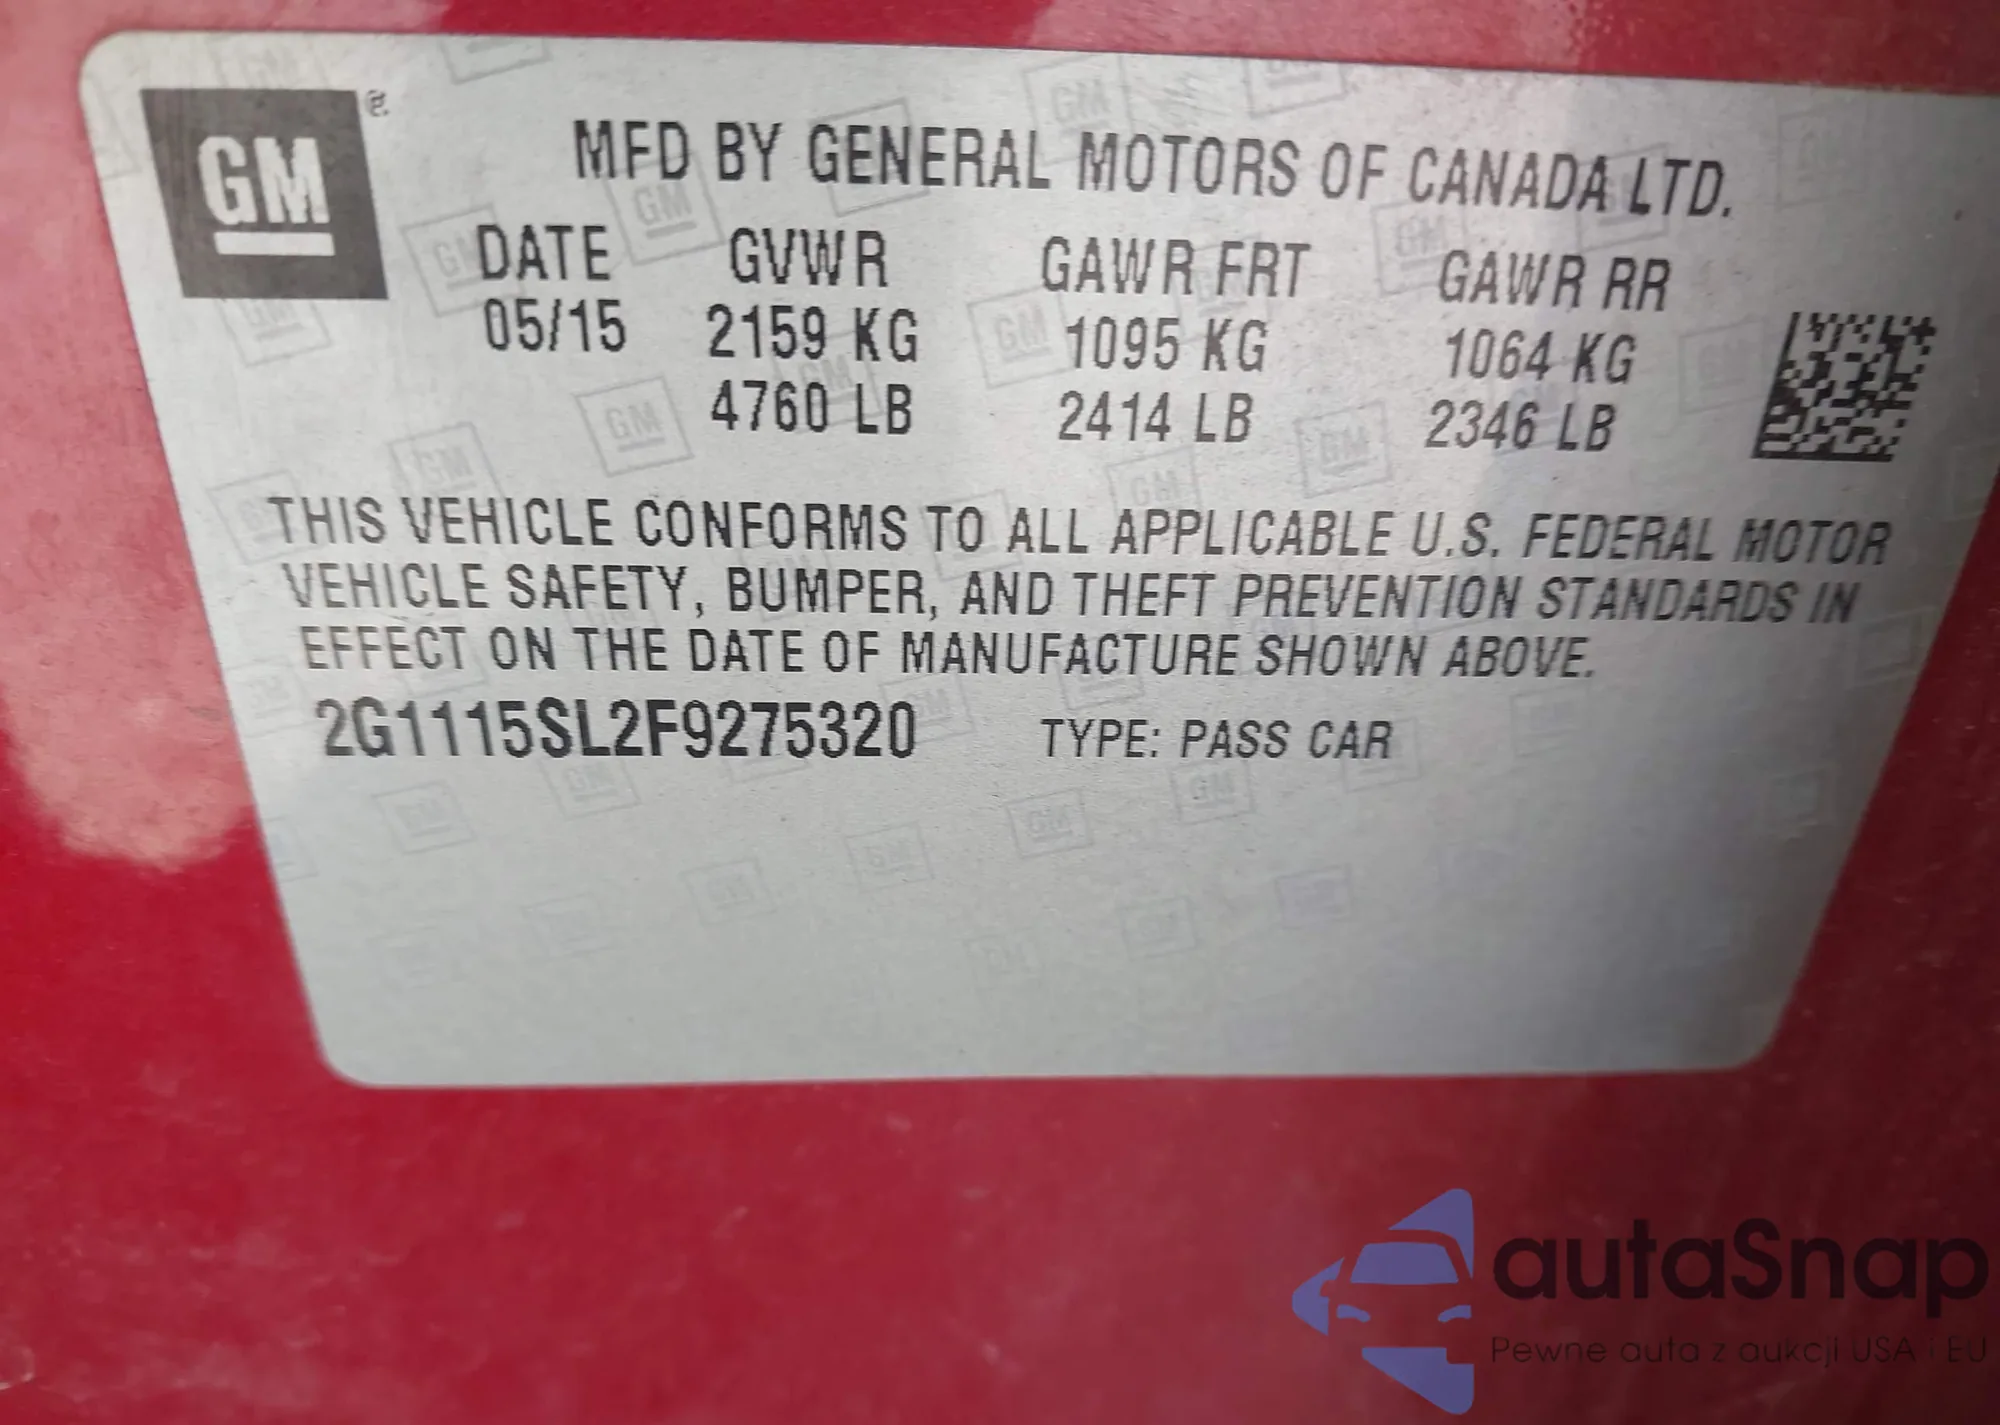 GM
MFD BY GENERAL MOTORS OF CANADA LTD.
DATE GVWR GAWR FRT GAWR RR
05/15 2159 KG 1095 KG 1064 KG
4760 LB 2414 LB 2346 LB
THIS VEHICLE CONFORMS TO ALL APPLICABLE U.S. FEDERAL MOTOR
VEHICLE SAFETY, BUMPER, AND THEFT PREVENTION STANDARDS IN
EFFECT ON THE DATE OF MANUFACTURE SHOWN ABOVE.
2G1115SL2F9275320 TYPE: PASS CAR
autaSnap
Pewne auta z aukcji USA i EU